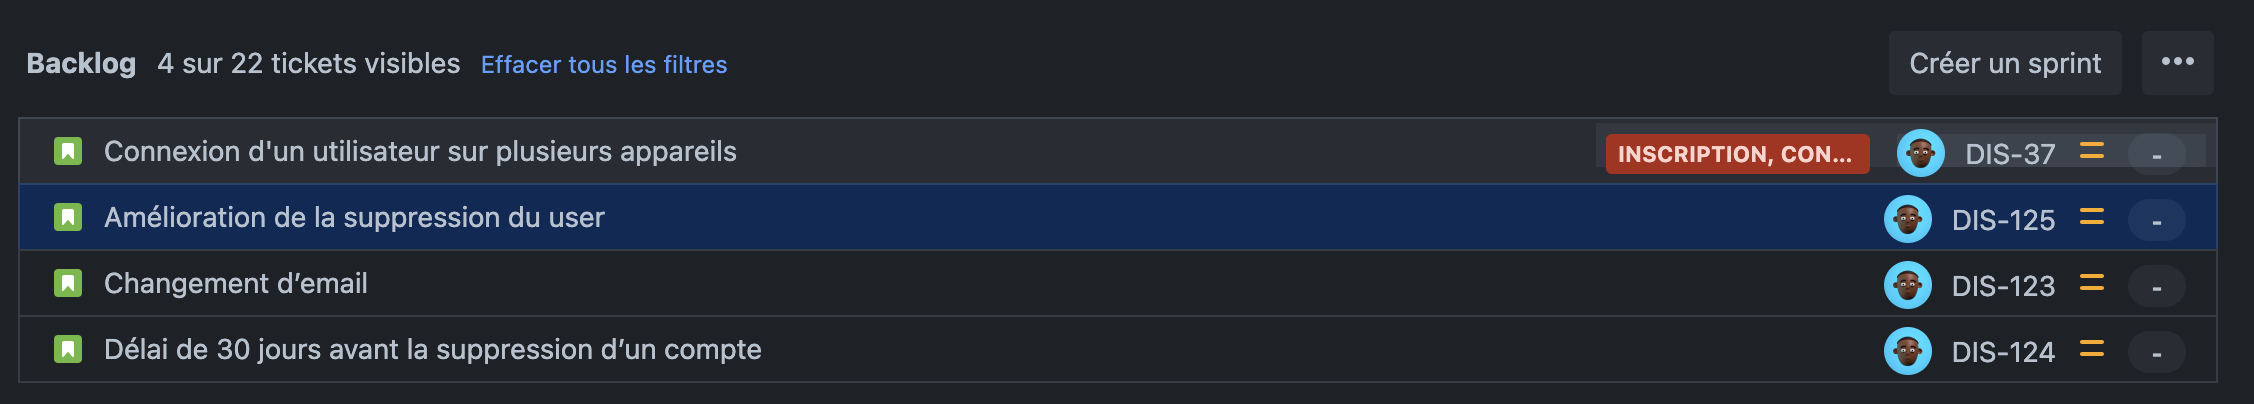 Backlog 4 sur 22 tickets visibles Effacer tous les filtres Créer un sprint
Connexion d'un utilisateur sur plusieurs appareils INSCRIPTION, CON... DIS-37 -
Amélioration de la suppression du user DIS-125 -
Changement d’email DIS-123 -
Délai de 30 jours avant la suppression d’un compte DIS-124 -